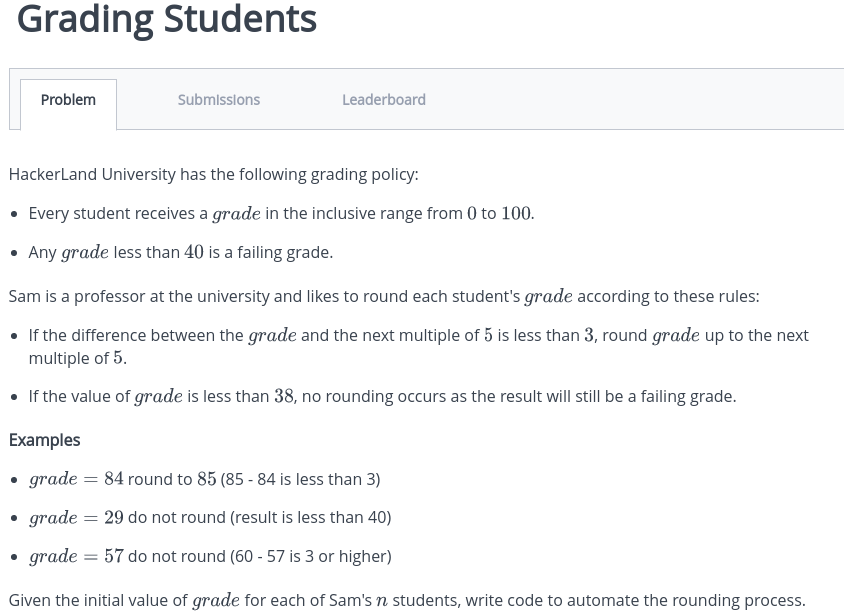 Grading Students
Problem
Submissions
Leaderboard
HackerLand University has the following grading policy:
• Every student receives a grade in the inclusive range from 0 to 100.
• Any grade less than 40 is a failing grade.
Sam is a professor at the university and likes to round each student's grade according to these rules:
• If the difference between the grade and the next multiple of 5 is less than 3, round grade up to the next
multiple of 5.
• If the value of grade is less than 38, no rounding occurs as the result will still be a failing grade.
Examples
• grade = 84 round to 85 (85 - 84 is less than 3)
• grade = 29 do not round (result is less than 40)
• grade = 57 do not round (60 - 57 is 3 or higher)
Given the initial value of grade for each of Sam's n students, write code to automate the rounding process.